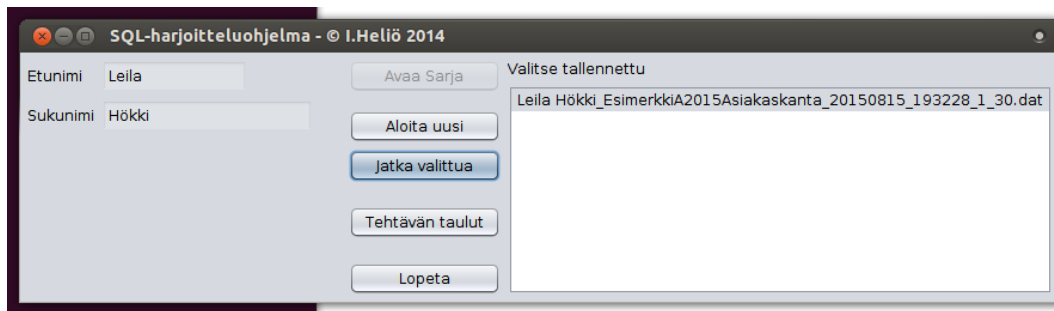 SQL-harjoitteluohjelma - © I.Heliö 2014
Etunimi Leila
Sukunimi Hökki
Avaa Sarja
Aloita uusi
Jatka valittua
Tehtävän taulut
Lopeta
Valitse tallennettu
Leila Hökki_EsimerkkiA2015Asiakaskanta_20150815_193228_1_30.dat